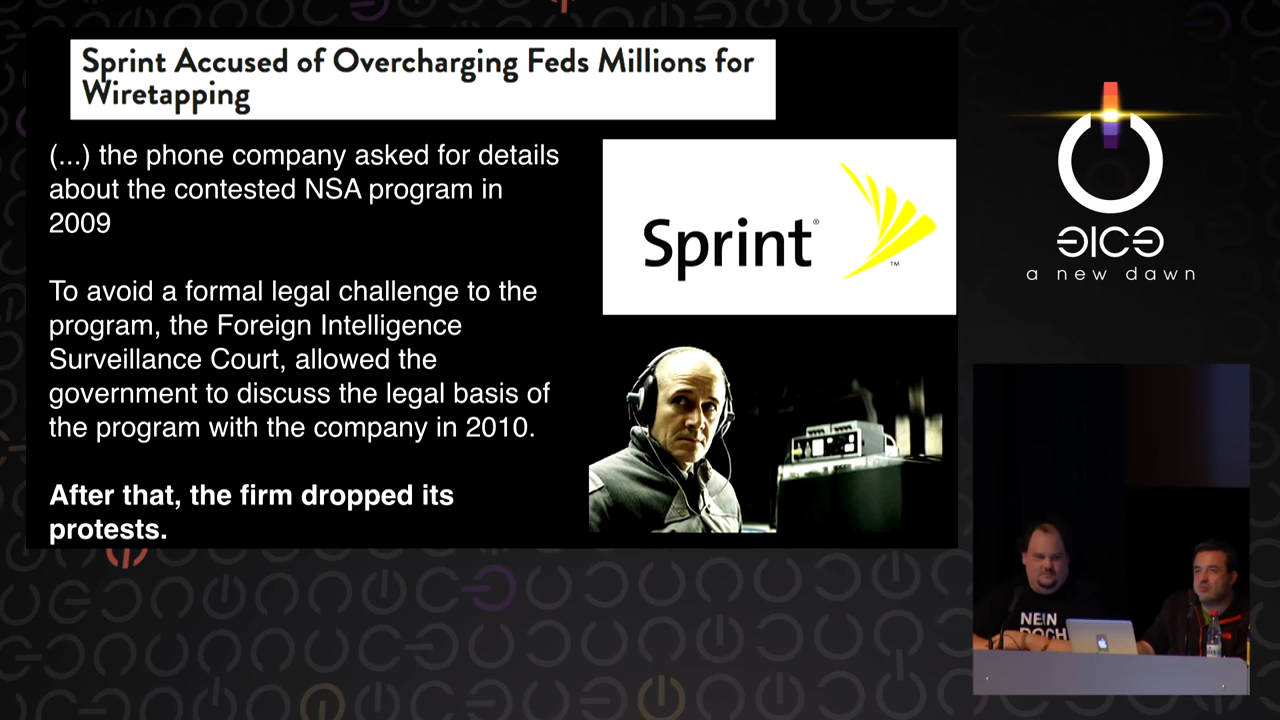 Sprint Accused of Overcharging Feds Millions for
Wiretapping
(...) the phone company asked for details
about the contested NSA program in
2009
To avoid a formal legal challenge to the
program, the Foreign Intelligence
Surveillance Court, allowed the
government to discuss the legal basis of
the program with the company in 2010.
After that, the firm dropped its
protests.
Sprint®
TM
31C3
a new dawn
NEIN
DOCH